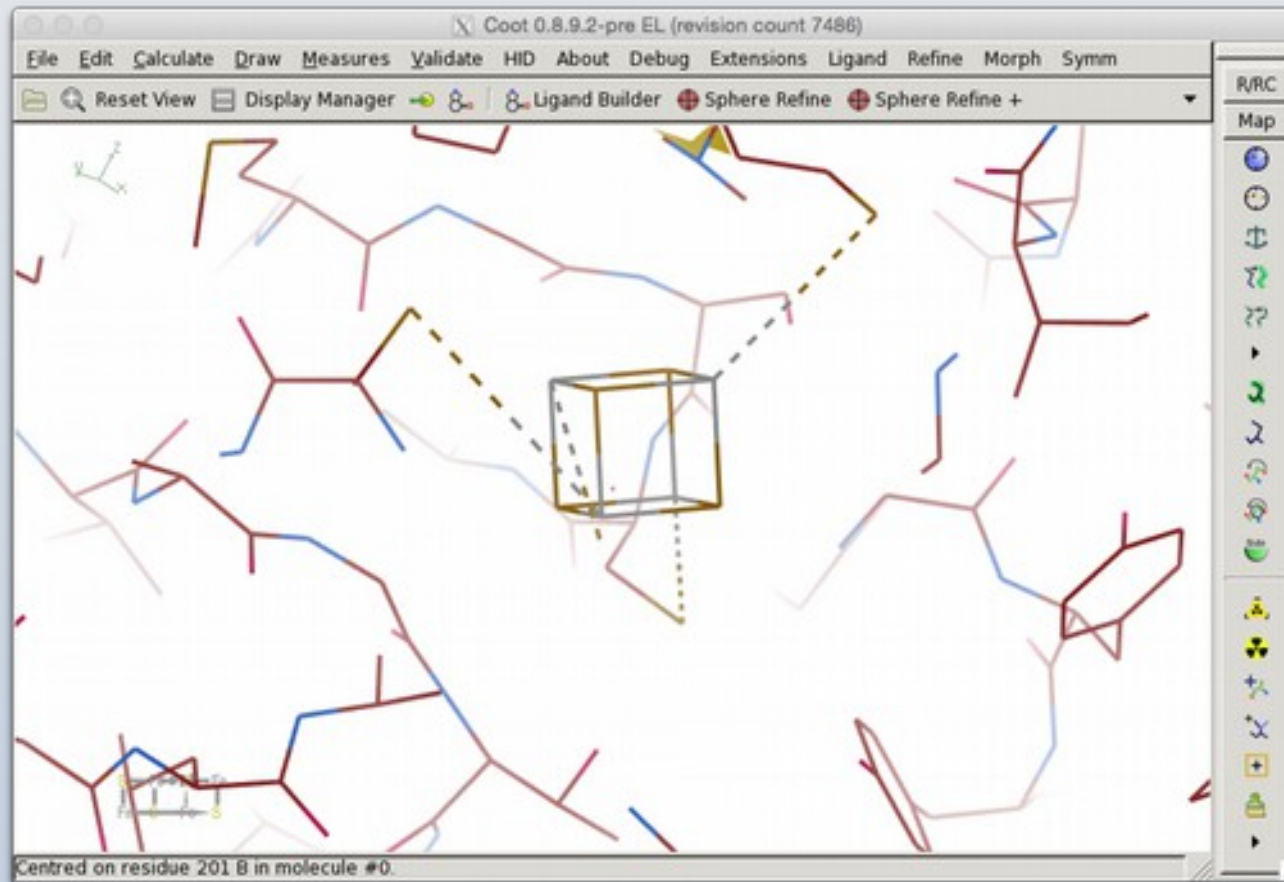 Coot 0.8.9.2-pre EL (revision count 7486)
File Edit Calculate Draw Measures Validate HID About Debug Extensions Ligand Refine Morph Symm
R/RC
Reset View Display Manager Ligand Builder Sphere Refine Sphere Refine +
Map
z
y
x
Centred on residue 201 B in molecule #0.